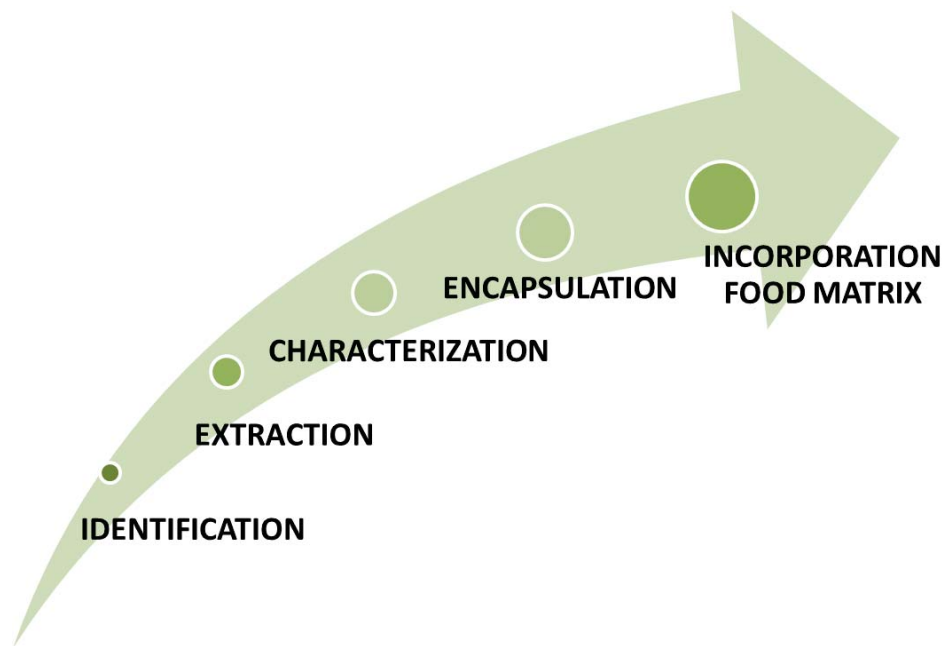 IDENTIFICATION
EXTRACTION
CHARACTERIZATION
ENCAPSULATION
INCORPORATION
FOOD MATRIX